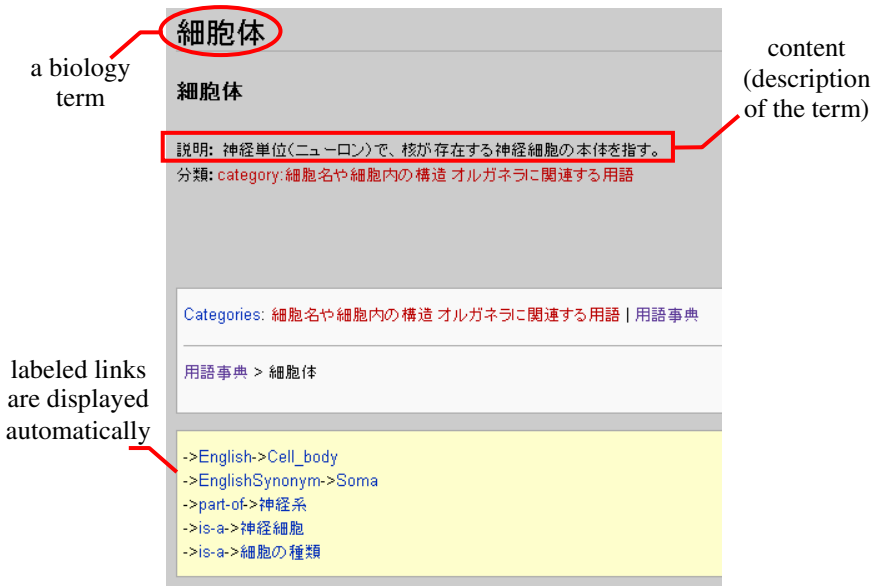 細胞体
a biology
term
content
(description
of the term)
細胞体
説明: 神経単位(ニューロン)で、核が存在する神経細胞の本体を指す。
分類: category:細胞名や細胞内の構造 オルガネラに関連する用語
Categories: 細胞名や細胞内の構造 オルガネラに関連する用語 | 用語事典
用語事典 > 細胞体
labeled links
are displayed
automatically
->English->Cell_body
->EnglishSynonym->Soma
->part-of->神経系
->is-a->神経細胞
->is-a->細胞の種類